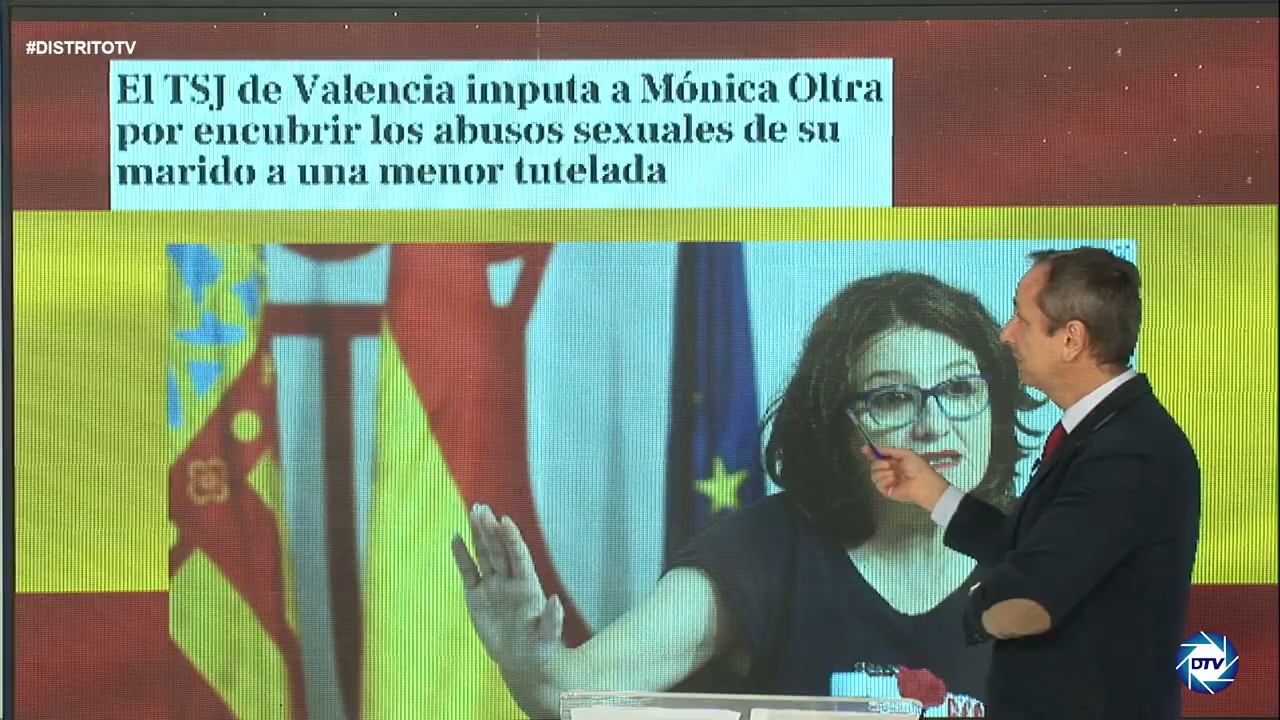 #DISTRITOTV
El TSJ de Valencia imputa a Mónica Oltra
por encubrir los abusos sexuales de su
marido a una menor tutelada
DTV